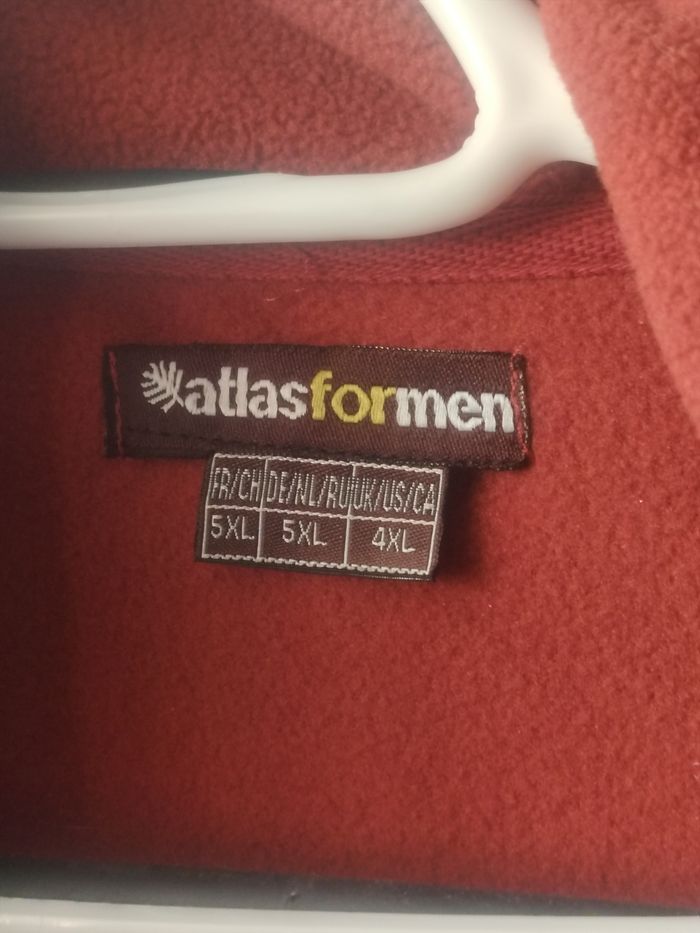 atlasformen
FR/CH DE/NL/RU UK/US/CA
5XL 5XL 4XL